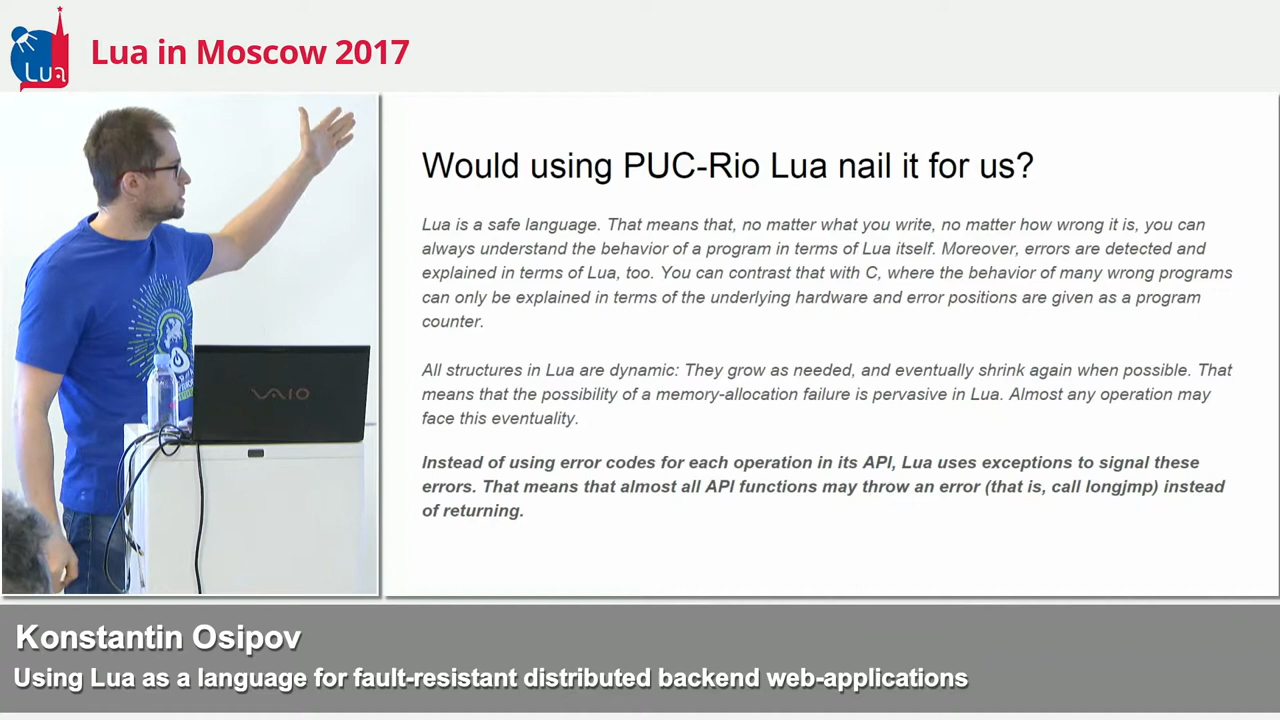 Lua
Lua in Moscow 2017
VAIO
Would using PUC-Rio Lua nail it for us?
Lua is a safe language. That means that, no matter what you write, no matter how wrong it is, you can
always understand the behavior of a program in terms of Lua itself. Moreover, errors are detected and
explained in terms of Lua, too. You can contrast that with C, where the behavior of many wrong programs
can only be explained in terms of the underlying hardware and error positions are given as a program
counter.
All structures in Lua are dynamic: They grow as needed, and eventually shrink again when possible. That
means that the possibility of a memory-allocation failure is pervasive in Lua. Almost any operation may
face this eventuality.
Instead of using error codes for each operation in its API, Lua uses exceptions to signal these
errors. That means that almost all API functions may throw an error (that is, call longjmp) instead
of returning.
Konstantin Osipov
Using Lua as a language for fault-resistant distributed backend web-applications